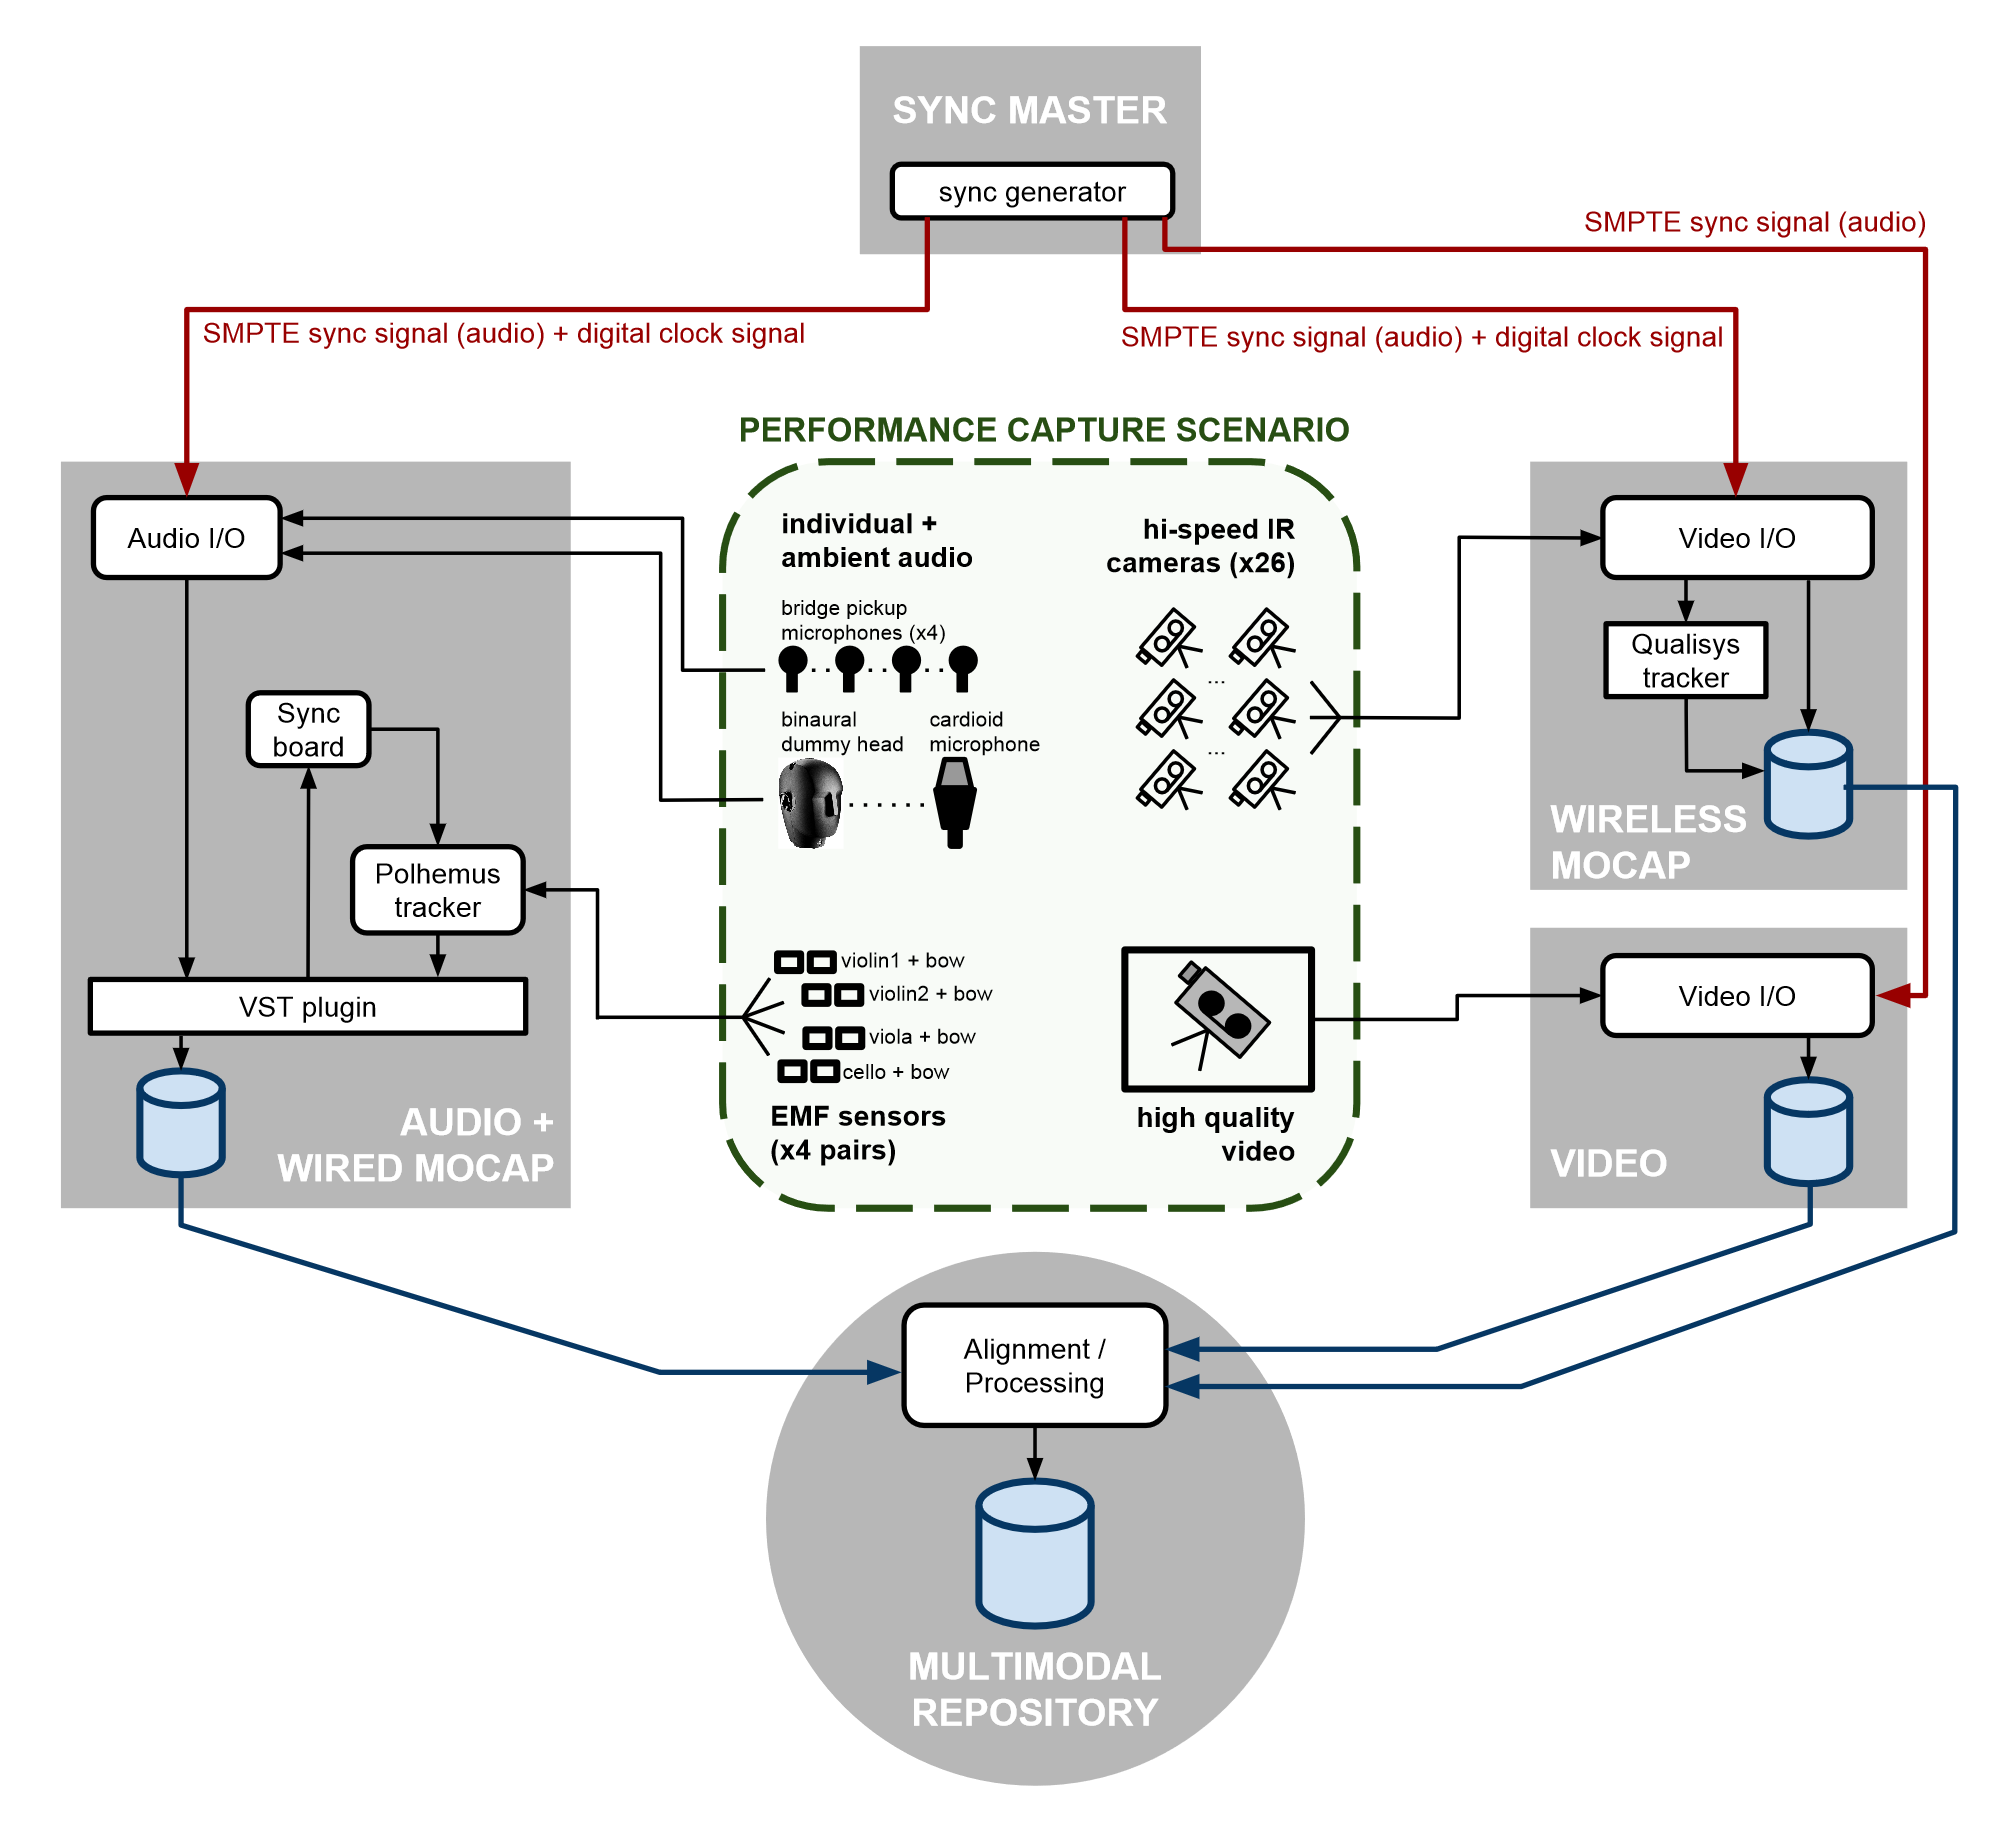 SYNC MASTER
sync generator
SMPTE sync signal (audio)
SMPTE sync signal (audio) + digital clock signal
SMPTE sync signal (audio) + digital clock signal
PERFORMANCE CAPTURE SCENARIO
Audio I/O
Sync
board
Polhemus
tracker
VST plugin
AUDIO +
WIRED MOCAP
individual +
ambient audio
bridge pickup
microphones (x4)
binaural
dummy head
cardioid
microphone
hi-speed IR
cameras (x26)
...
...
violin1 + bow
violin2 + bow
viola + bow
cello + bow
EMF sensors
(x4 pairs)
high quality
video
Video I/O
Qualisys
tracker
WIRELESS
MOCAP
Video I/O
VIDEO
Alignment /
Processing
MULTIMODAL
REPOSITORY